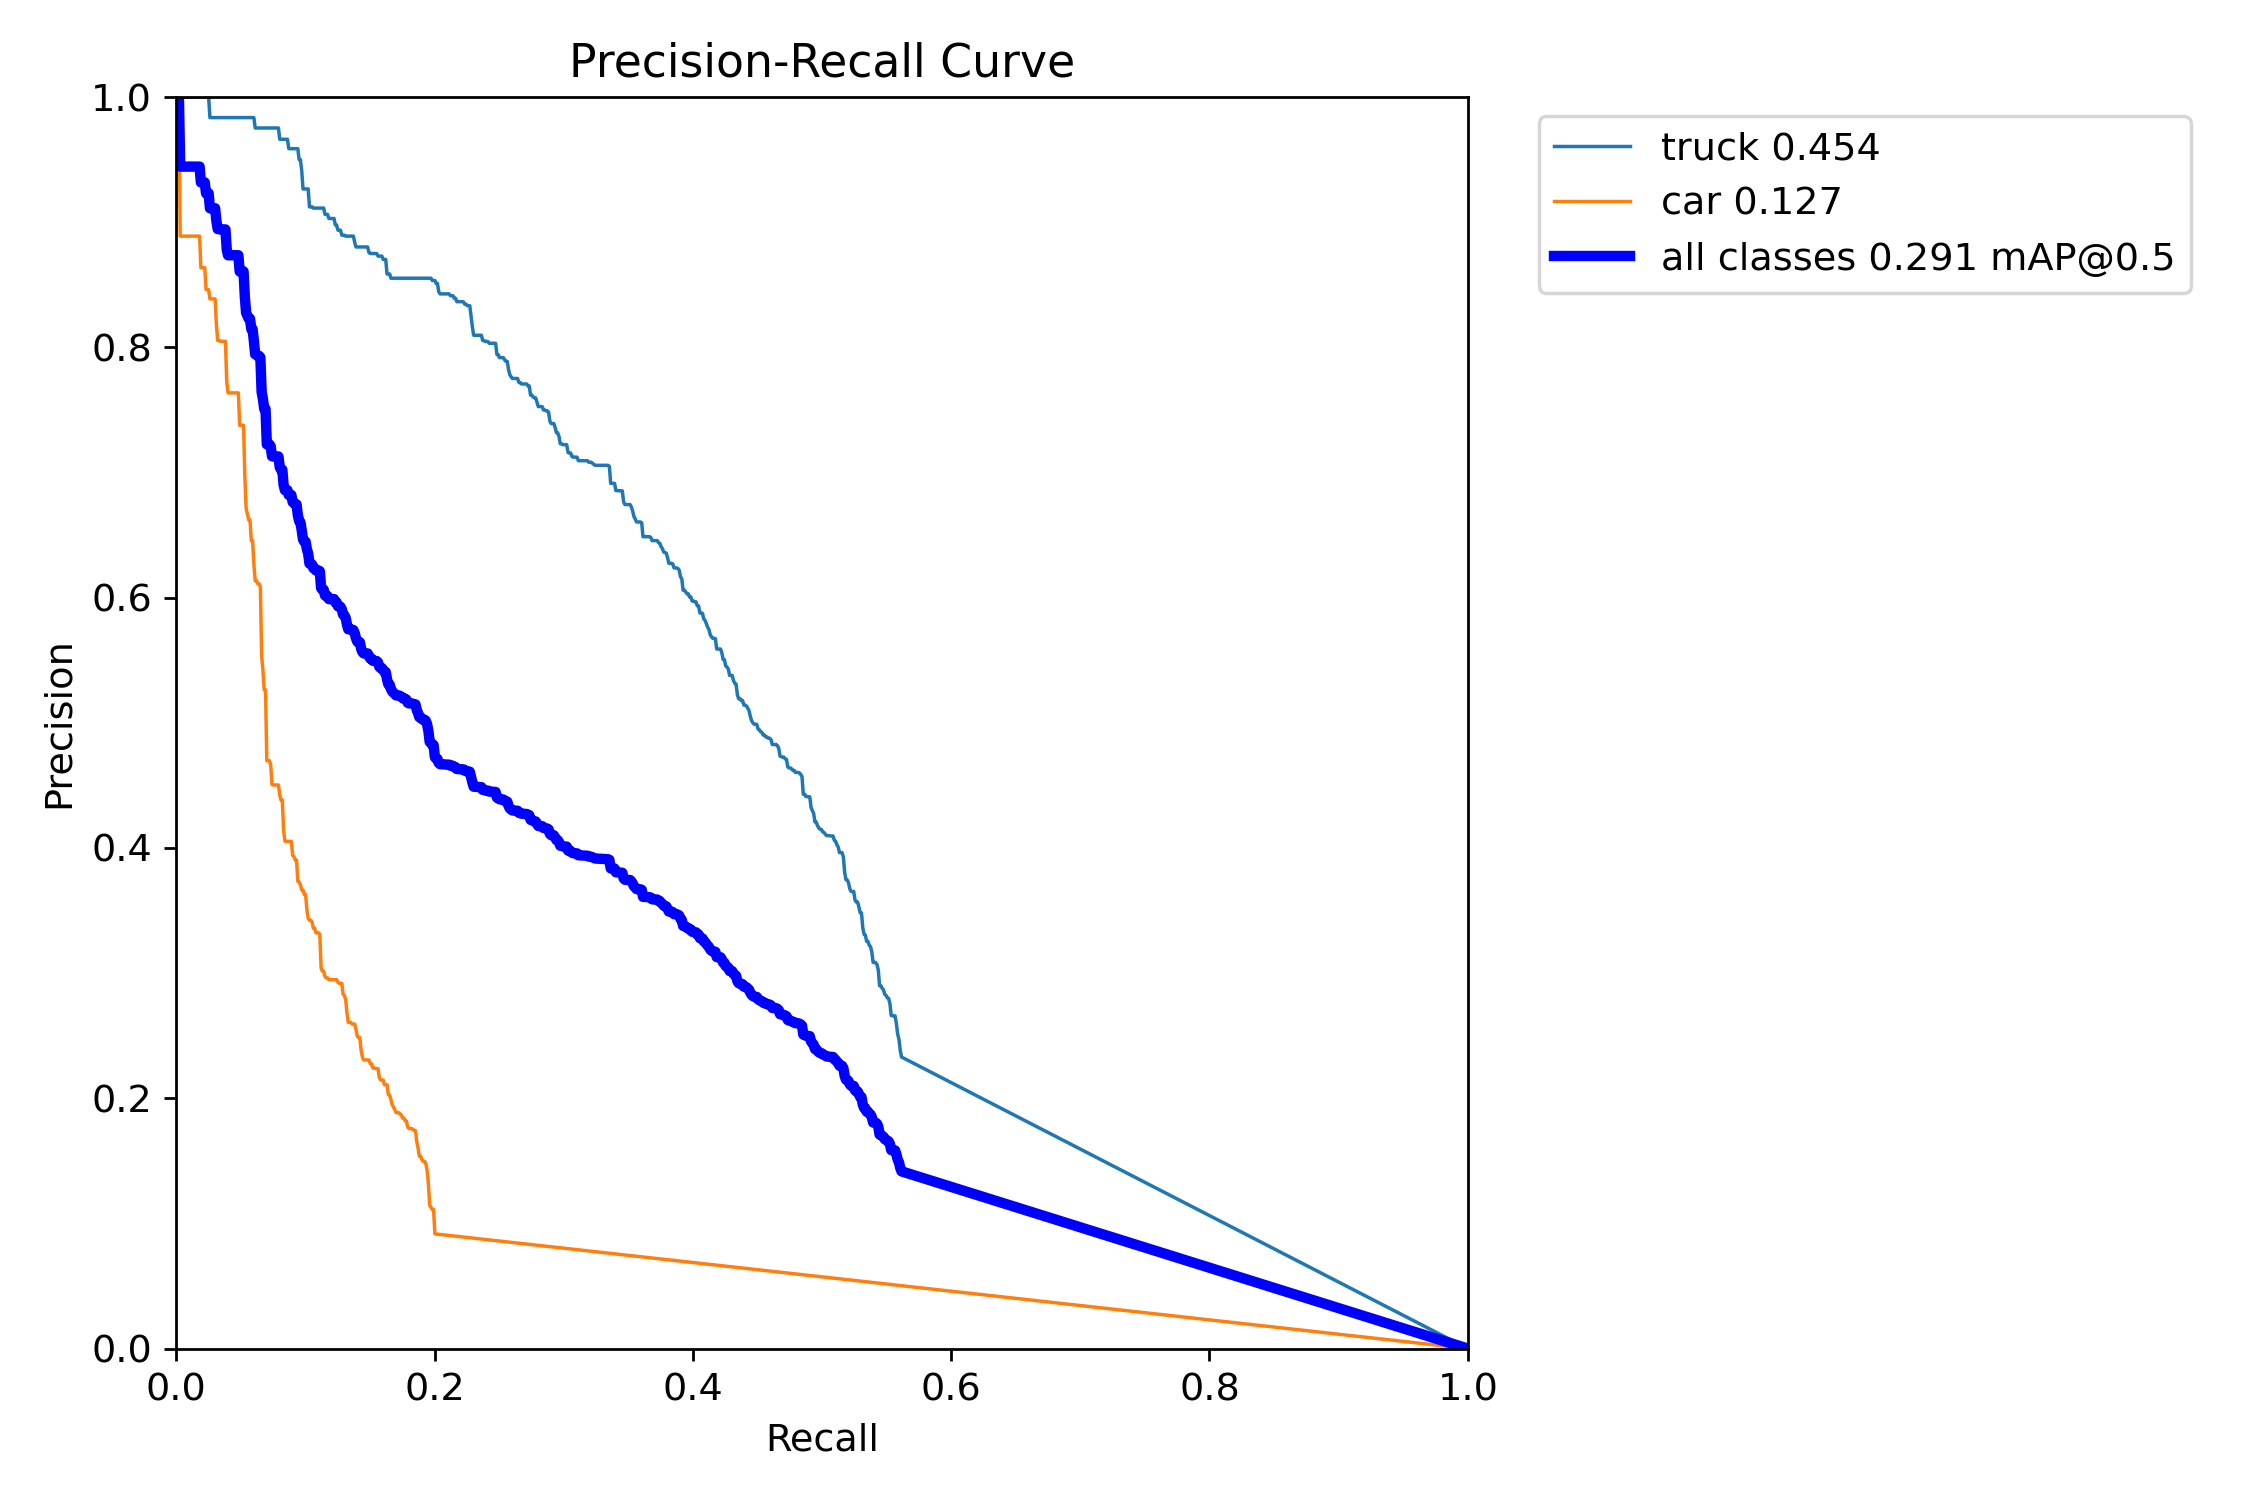 Precision-Recall Curve
truck 0.454
car 0.127
all classes 0.291 mAP@0.5
Precision
1.0
0.8
0.6
0.4
0.2
0.0
0.0 0.2 0.4 0.6 0.8 1.0
Recall